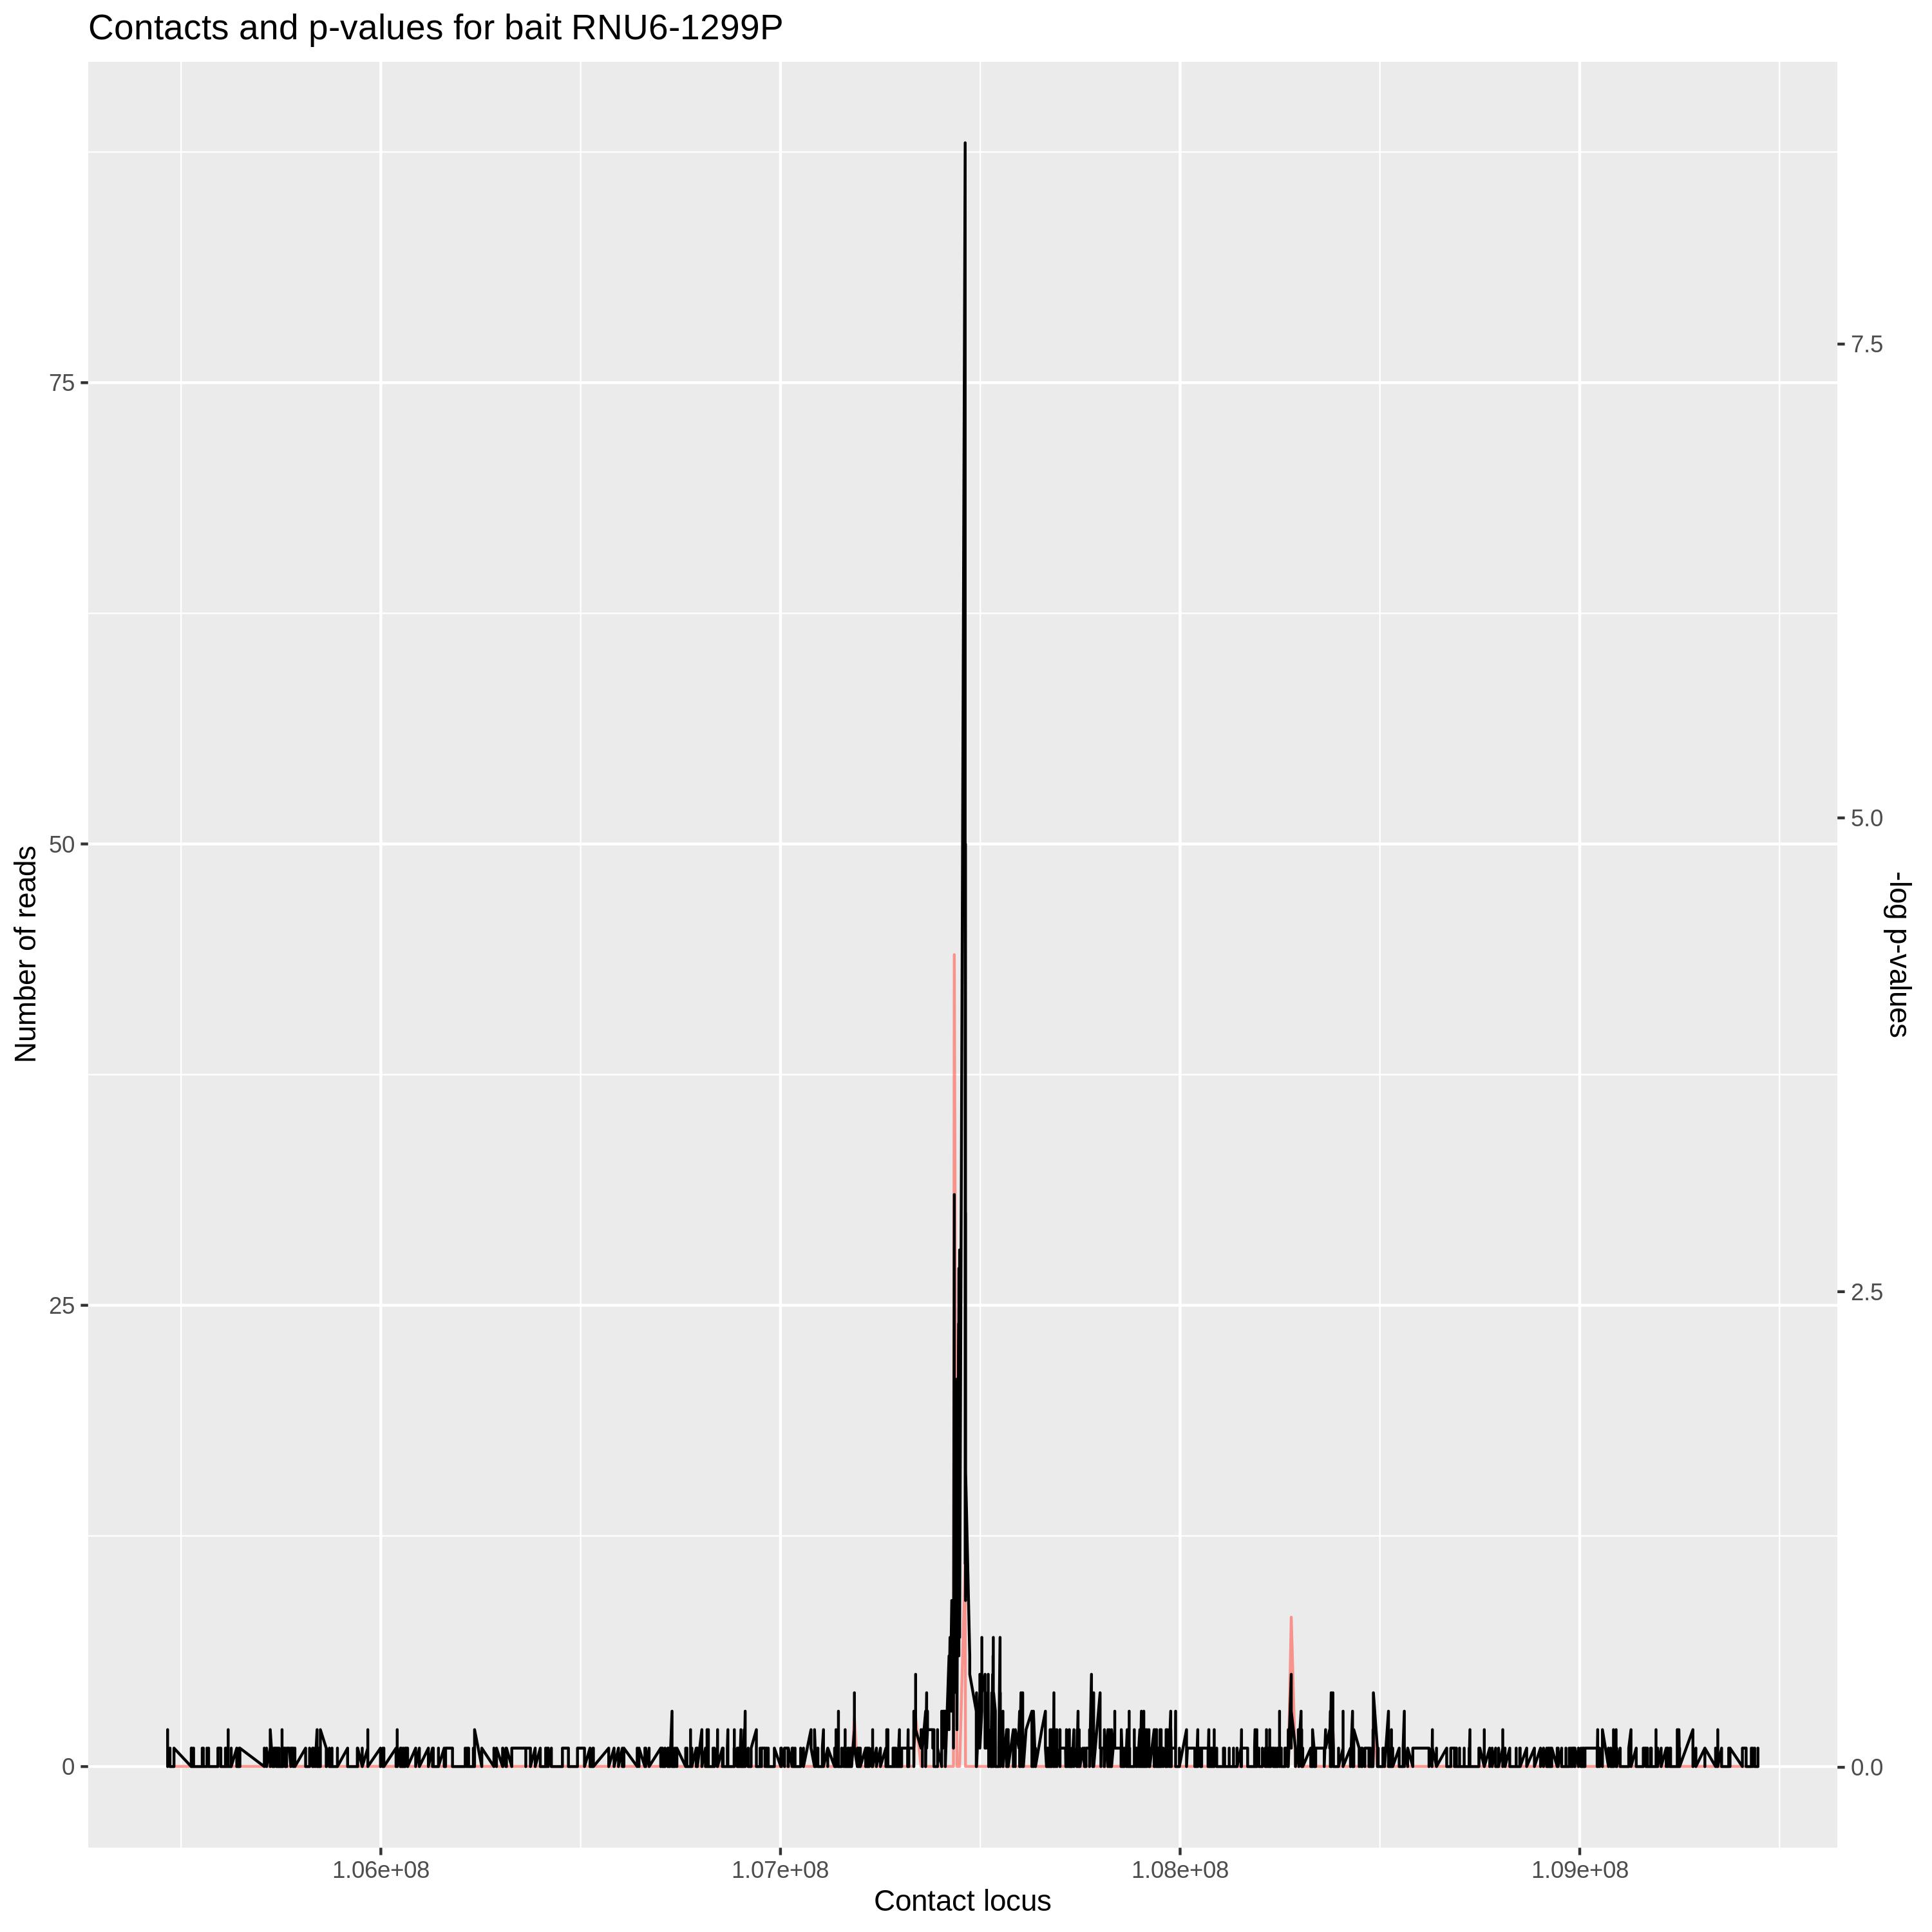 Contacts and p-values for bait RNU6-1299P
75
50
25
0
7.5
5.0
2.5
0.0
Number of reads
-log p-values
1.06e+08
1.07e+08
1.08e+08
1.09e+08
Contact locus